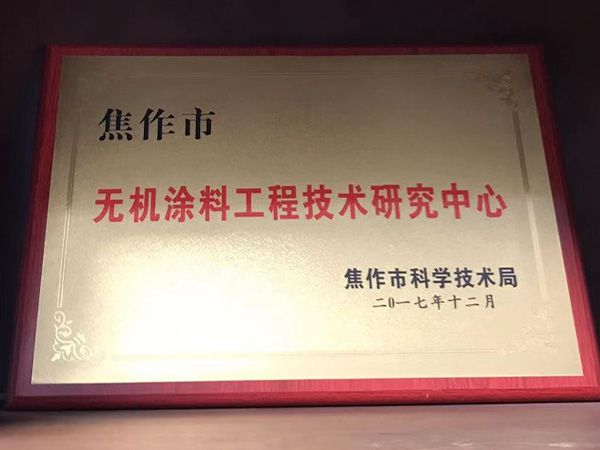 焦作市
无机涂料工程技术研究中心
焦作市科学技术局
二〇一七年十二月